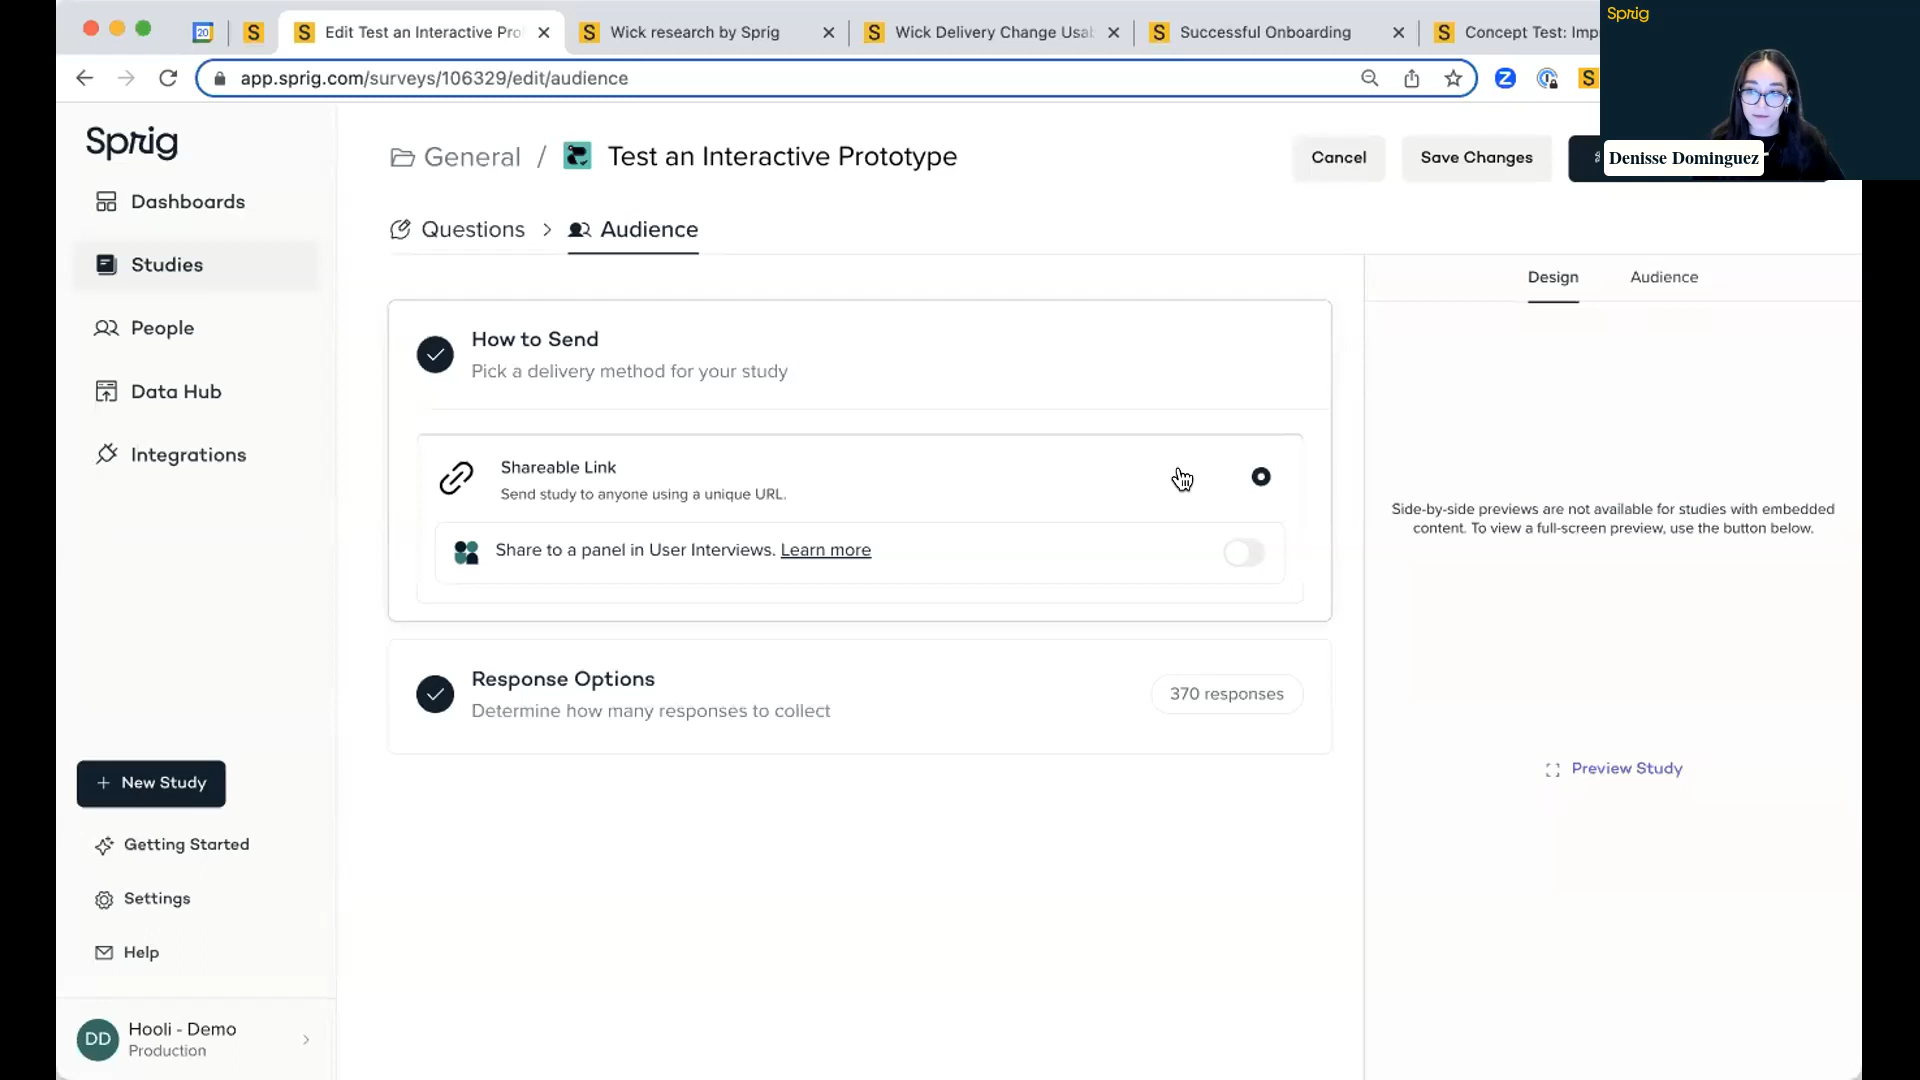 Edit Test an Interactive Pro
Wick research by Sprig
Wick Delivery Change Usa
Successful Onboarding
Concept Test: Imp
Sprig
app.sprig.com/surveys/106329/edit/audience
Denisse Dominguez
Sprig
Dashboards
Studies
People
Data Hub
Integrations
+ New Study
Getting Started
Settings
Help
DD
Hooli - Demo
Production
General / Test an Interactive Prototype
Cancel
Save Changes
Questions > Audience
How to Send
Pick a delivery method for your study
Shareable Link
Send study to anyone using a unique URL.
Share to a panel in User Interviews. Learn more
Response Options
Determine how many responses to collect
370 responses
Design
Audience
Side-by-side previews are not available for studies with embedded
content. To view a full-screen preview, use the button below.
Preview Study